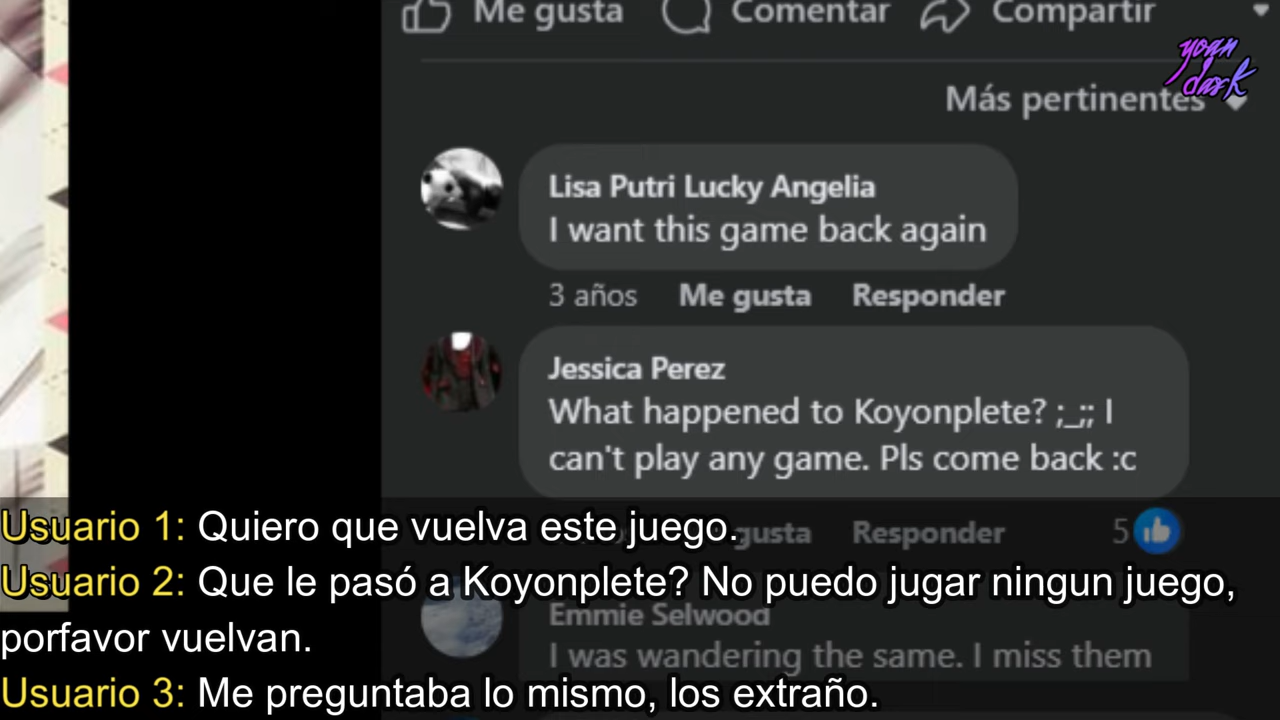 Me gusta Comentar Compartir
yoan
dark
Más pertinentes
Lisa Putri Lucky Angelia
I want this game back again
3 años Me gusta Responder
Jessica Perez
What happened to Koyonplete? ;_;; I
can't play any game. Pls come back :c
gusta Responder 5
Usuario 1: Quiero que vuelva este juego.
Usuario 2: Que le pasó a Koyonplete? No puedo jugar ningun juego,
porfavor vuelvan.
Emmie Selwood
I was wandering the same. I miss them
Usuario 3: Me preguntaba lo mismo, los extraño.